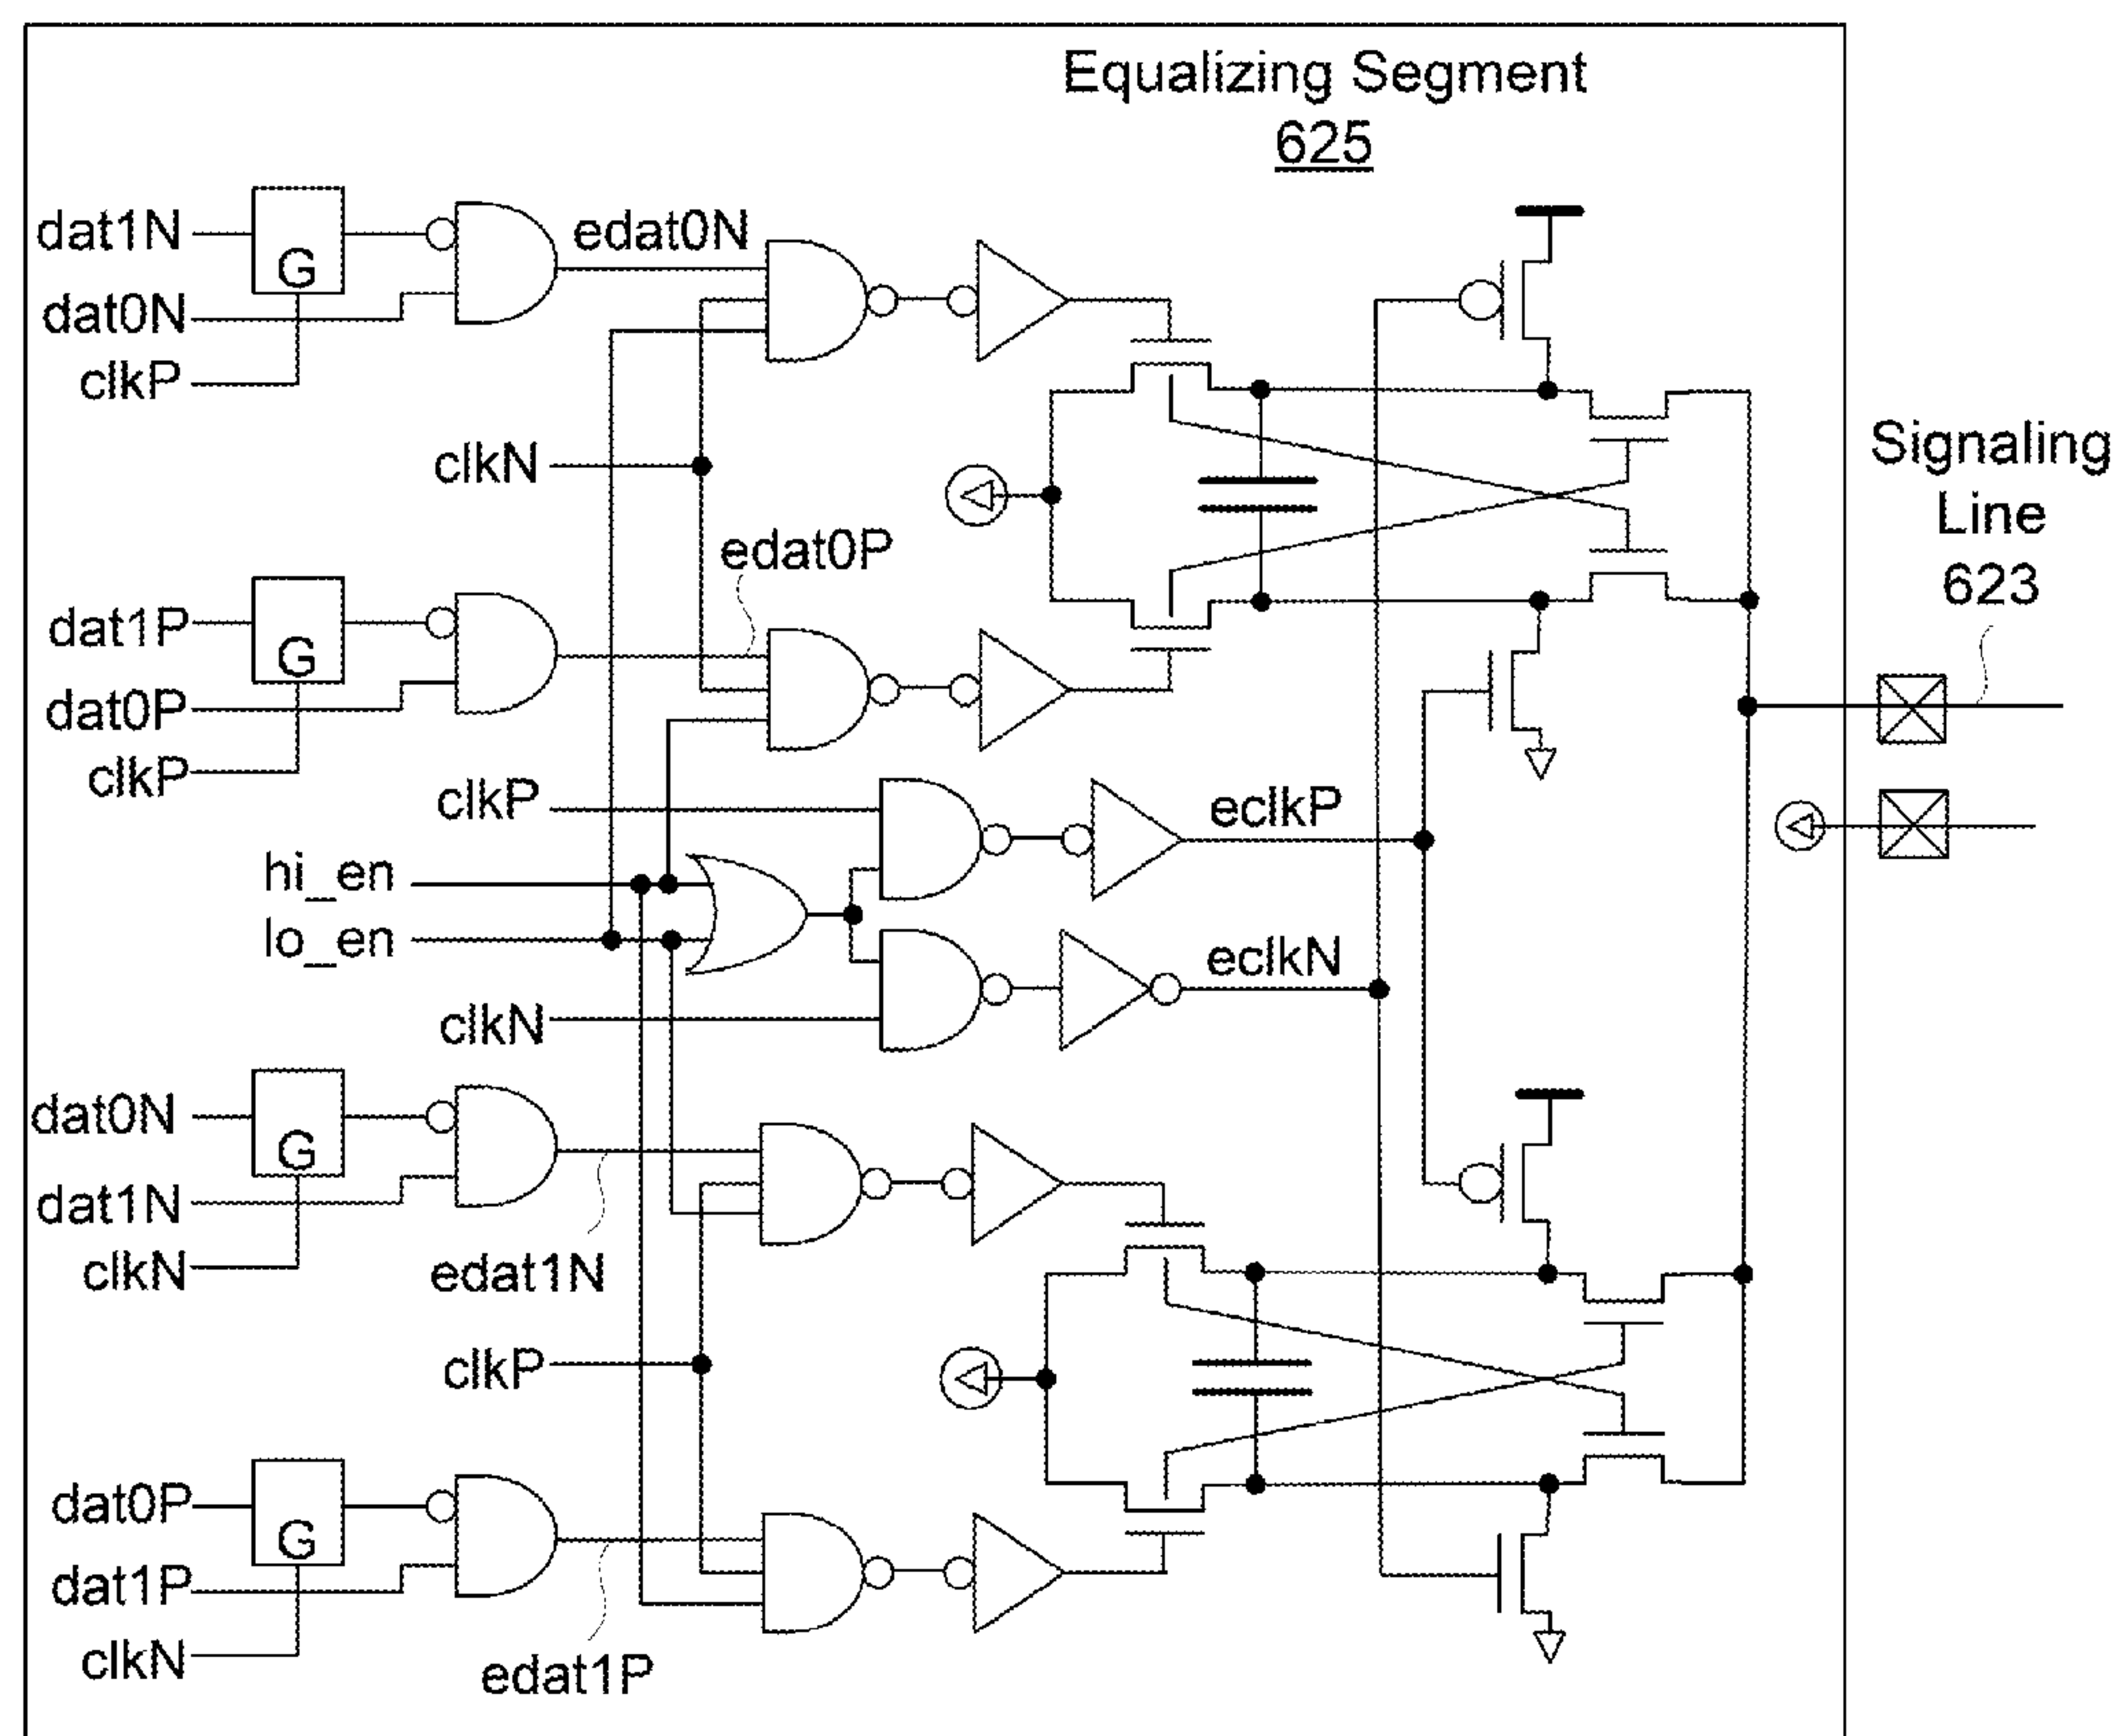 Equalizing Segment
625
dat1N
G
edat0N
dat0N
clkP
clkN
Signaling
Line
623
edat0P
dat1P
G
dat0P
clkP
clkP
eclkP
hi_en
lo_en
eclkN
clkN
dat0N
G
dat1N
clkN
edat1N
clkP
dat0P
G
dat1P
clkN
edat1P